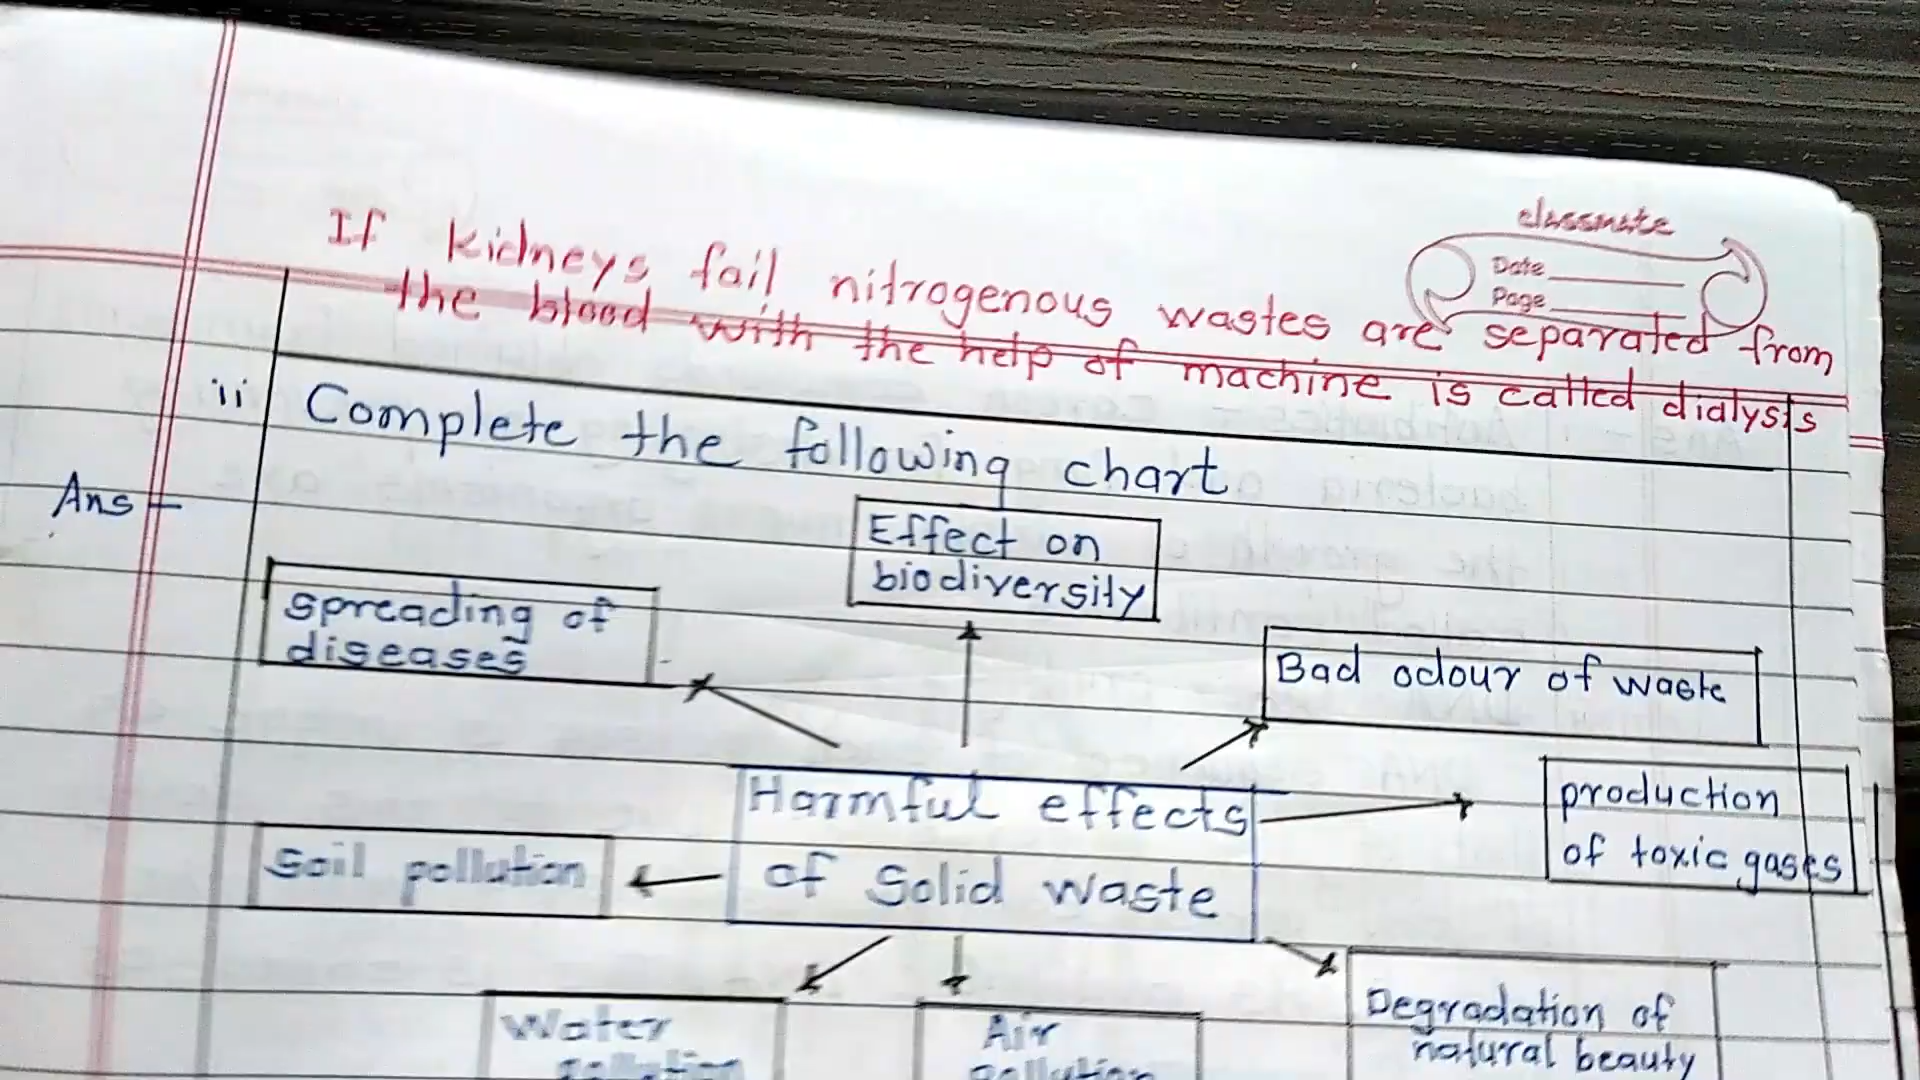 classmate
Date
Page
If kidneys fail nitrogenous wastes are separated from
the blood with the help of machine is called dialysis
ii Complete the following chart
Ans -
Effect on
biodiversity
spreading of
diseases
Bad odour of waste
Harmful effects
of Solid waste
production
of toxic gases
Soil pollution
Water
pollution
Air
pollution
Degradation of
natural beauty